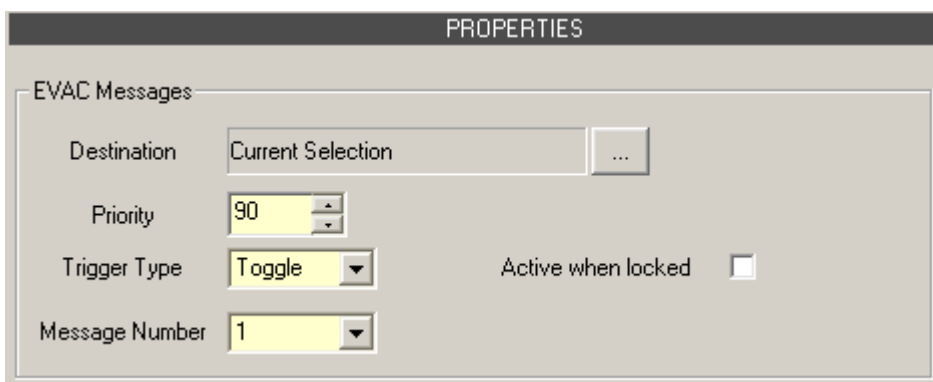 PROPERTIES
EVAC Messages
Destination Current Selection ...
Priority 90
Trigger Type Toggle Active when locked
Message Number 1